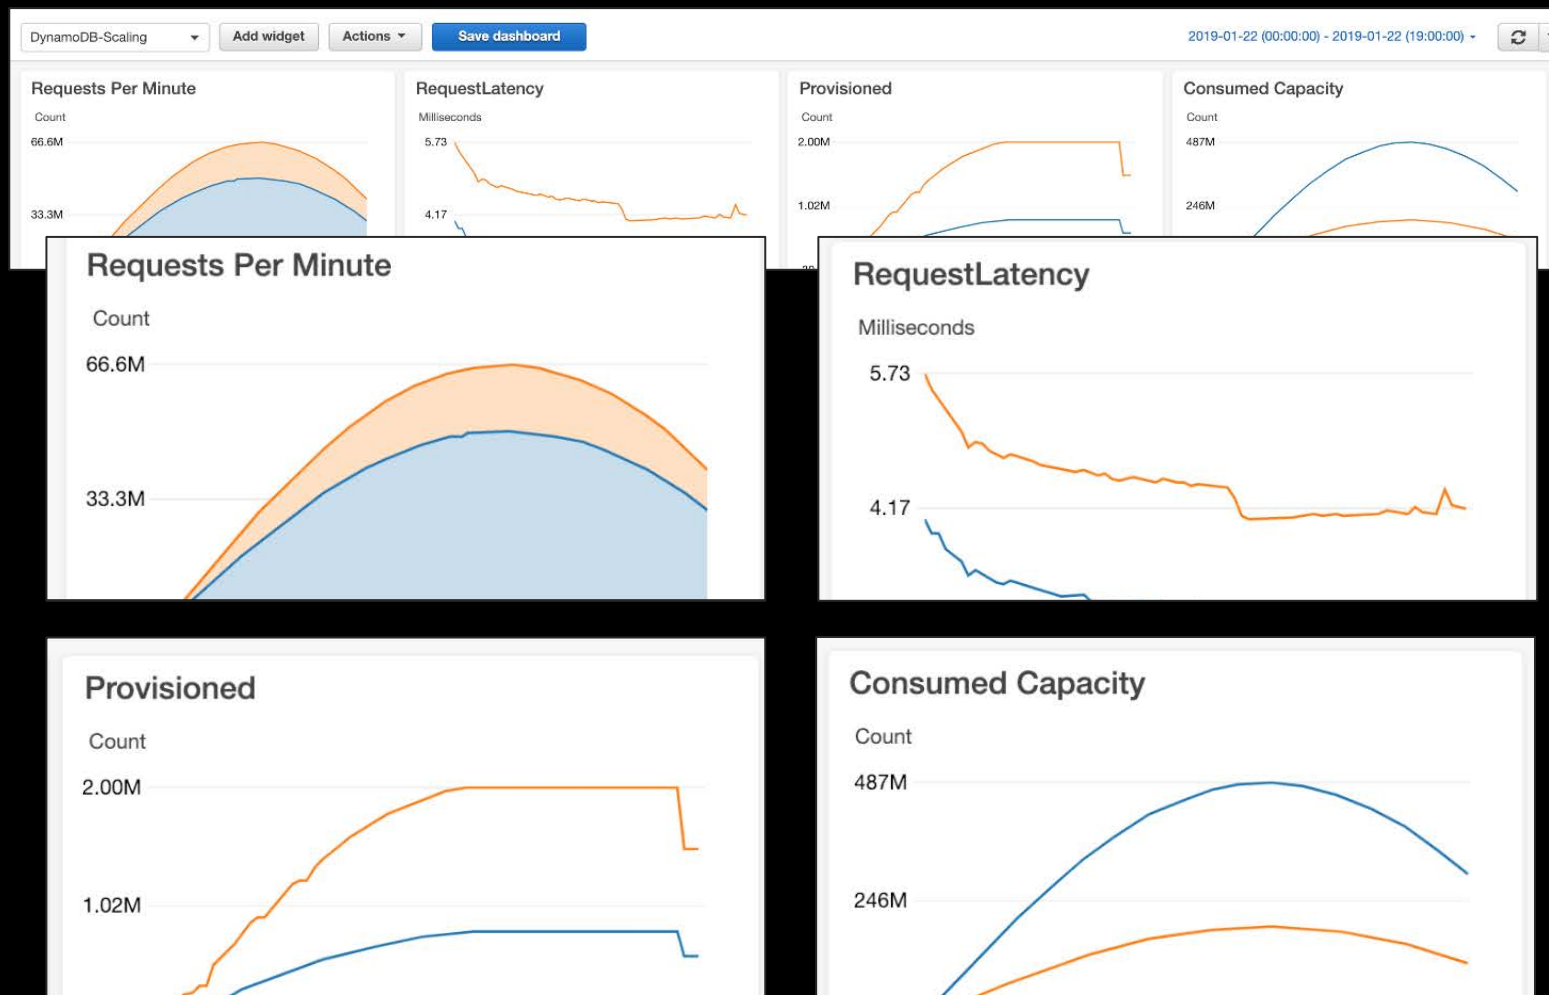 DynamoDB-Scaling Add widget Actions Save dashboard 2019-01-22 (00:00:00) - 2019-01-22 (19:00:00)
Requests Per Minute
Count
66.6M
33.3M
RequestLatency
Milliseconds
5.73
4.17
Provisioned
Count
2.00M
1.02M
Consumed Capacity
Count
487M
246M
Requests Per Minute
Count
66.6M
33.3M
RequestLatency
Milliseconds
5.73
4.17
Provisioned
Count
2.00M
1.02M
Consumed Capacity
Count
487M
246M